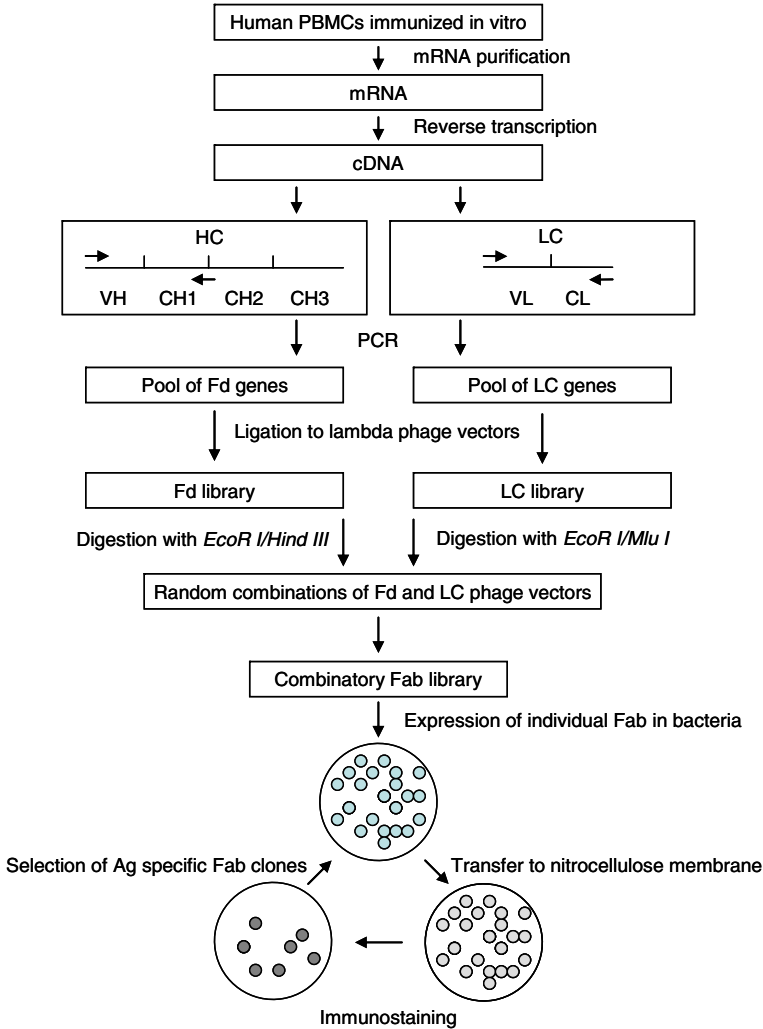 Human PBMCs immunized in vitro
mRNA purification
mRNA
Reverse transcription
cDNA
HC
VH CH1 CH2 CH3
LC
VL CL
PCR
Pool of Fd genes
Pool of LC genes
Ligation to lambda phage vectors
Fd library
LC library
Digestion with EcoR I/Hind III
Digestion with EcoR I/Mlu I
Random combinations of Fd and LC phage vectors
Combinatory Fab library
Expression of individual Fab in bacteria
Selection of Ag specific Fab clones
Transfer to nitrocellulose membrane
Immunostaining